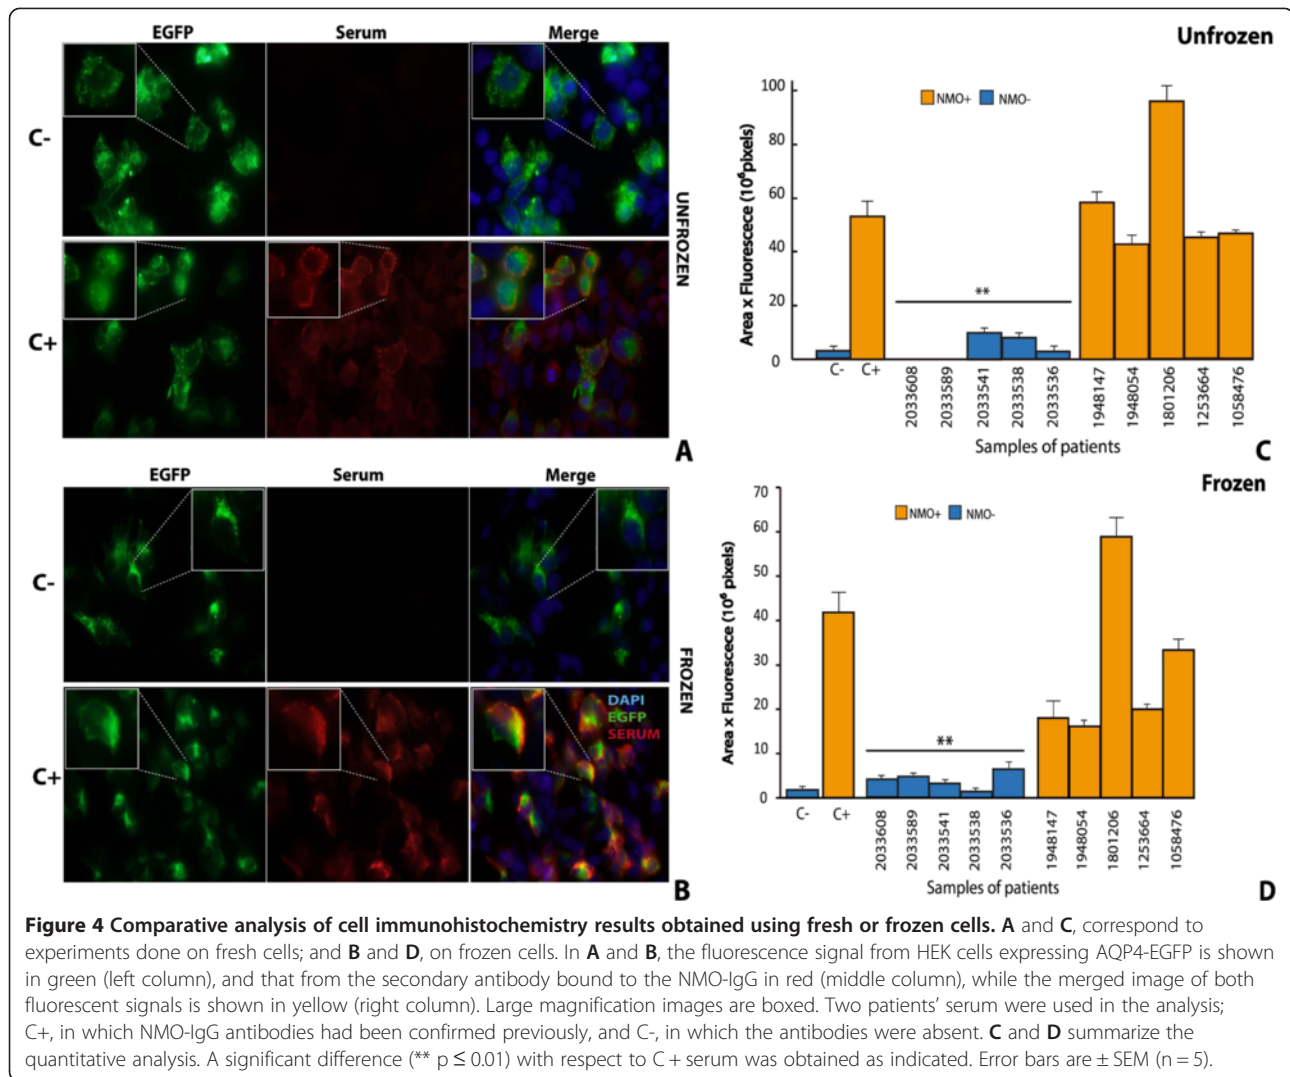 EGFP Serum Merge
C-
C+
UNFROZEN
A
Unfrozen
NMO+ NMO-
Area x Fluorescece (10⁶pixels)
100
80
60
40
20
0
**
C- C+ 2033608 2033589 2033541 2033538 2033536 1948147 1948054 1801206 1253664 1058476
Samples of patients
C
EGFP Serum Merge
C-
C+
DAPI
EGFP
SERUM
FROZEN
B
Frozen
NMO+ NMO-
Area x Fluorescece (10⁶ pixels)
70
60
50
40
30
20
10
0
**
C- C+ 2033608 2033589 2033541 2033538 2033536 1948147 1948054 1801206 1253664 1058476
Samples of patients
D
Figure 4 Comparative analysis of cell immunohistochemistry results obtained using fresh or frozen cells. A and C, correspond to
experiments done on fresh cells; and B and D, on frozen cells. In A and B, the fluorescence signal from HEK cells expressing AQP4-EGFP is shown
in green (left column), and that from the secondary antibody bound to the NMO-IgG in red (middle column), while the merged image of both
fluorescent signals is shown in yellow (right column). Large magnification images are boxed. Two patients' serum were used in the analysis;
C+, in which NMO-IgG antibodies had been confirmed previously, and C-, in which the antibodies were absent. C and D summarize the
quantitative analysis. A significant difference (** p ≤ 0.01) with respect to C + serum was obtained as indicated. Error bars are ± SEM (n = 5).